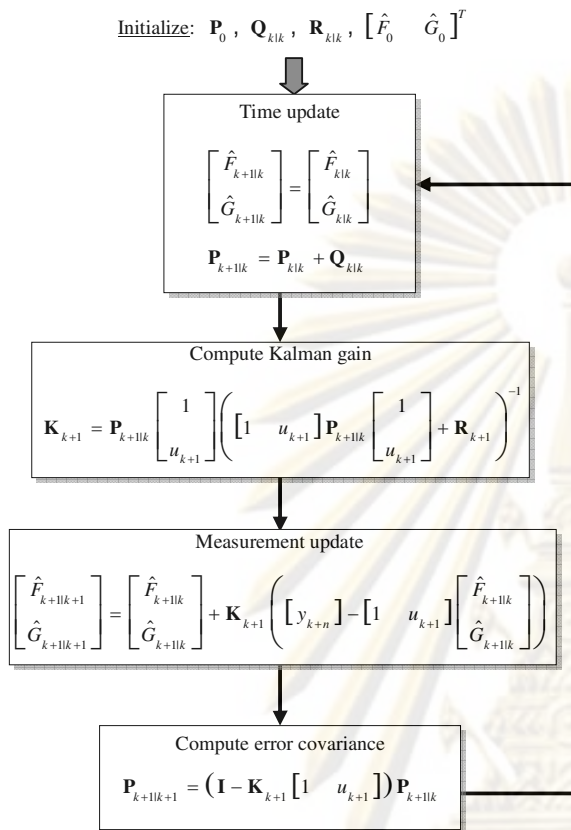 Initialize: P_0 , Q_{k|k} , R_{k|k} , [F̂_0 Ĝ_0]^T
Time update
[F̂_{k+1|k} ; Ĝ_{k+1|k}] = [F̂_{k|k} ; Ĝ_{k|k}]
P_{k+1|k} = P_{k|k} + Q_{k|k}
Compute Kalman gain
K_{k+1} = P_{k+1|k} [1 ; u_{k+1}] ([1 u_{k+1}] P_{k+1|k} [1 ; u_{k+1}] + R_{k+1})^{-1}
Measurement update
[F̂_{k+1|k+1} ; Ĝ_{k+1|k+1}] = [F̂_{k+1|k} ; Ĝ_{k+1|k}] + K_{k+1} ([y_{k+n}] − [1 u_{k+1}] [F̂_{k+1|k} ; Ĝ_{k+1|k}])
Compute error covariance
P_{k+1|k+1} = (I − K_{k+1} [1 u_{k+1}]) P_{k+1|k}